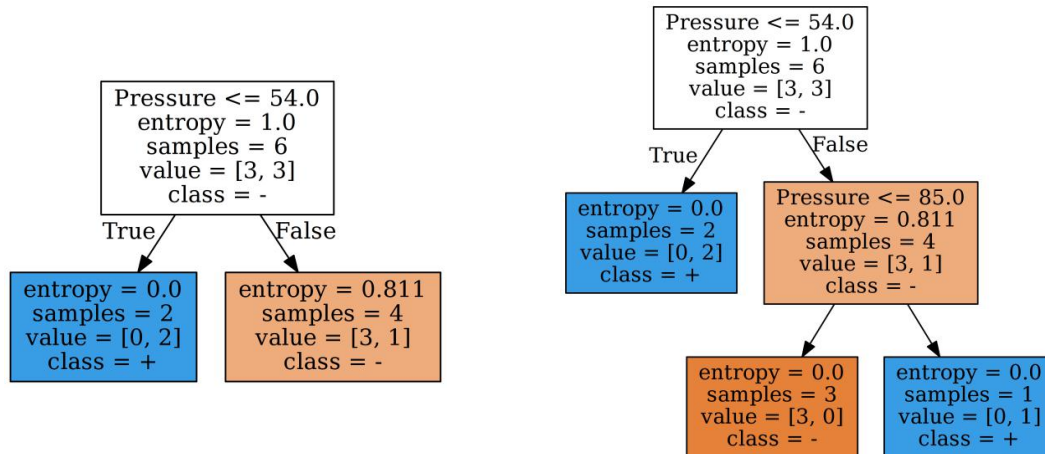 Pressure <= 54.0
entropy = 1.0
samples = 6
value = [3, 3]
class = -
True
False
entropy = 0.0
samples = 2
value = [0, 2]
class = +
entropy = 0.811
samples = 4
value = [3, 1]
class = -
Pressure <= 54.0
entropy = 1.0
samples = 6
value = [3, 3]
class = -
True
False
entropy = 0.0
samples = 2
value = [0, 2]
class = +
Pressure <= 85.0
entropy = 0.811
samples = 4
value = [3, 1]
class = -
entropy = 0.0
samples = 3
value = [3, 0]
class = -
entropy = 0.0
samples = 1
value = [0, 1]
class = +